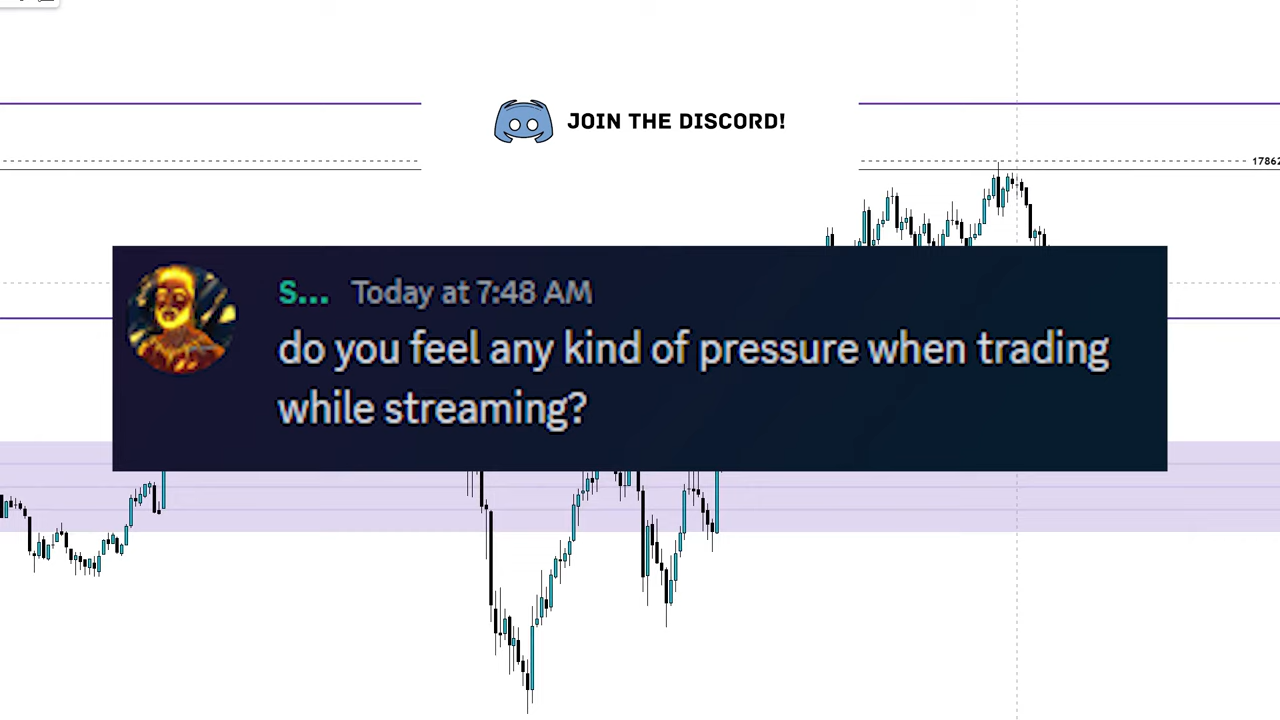 JOIN THE DISCORD!
17862
S... Today at 7:48 AM
do you feel any kind of pressure when trading
while streaming?